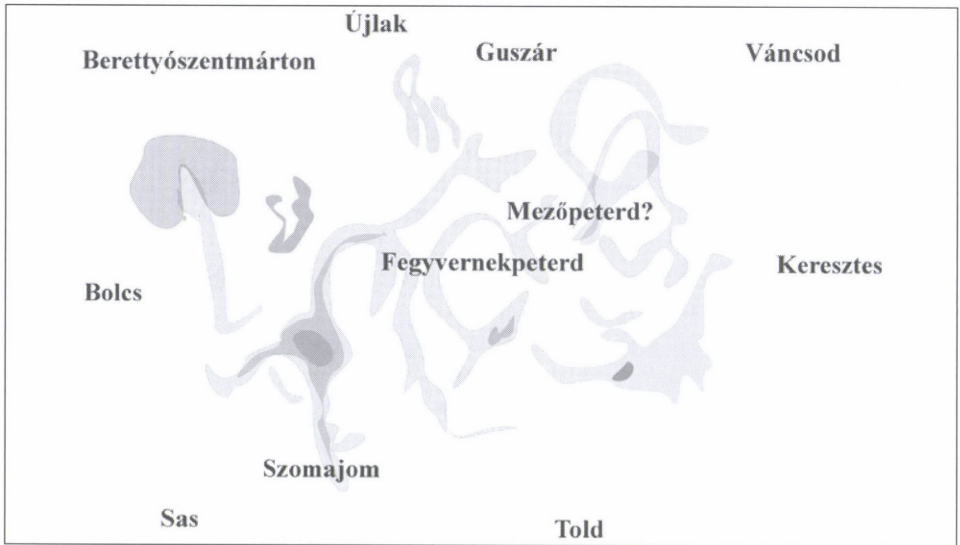 Újlak
Berettyószentmárton
Guszár
Váncsod
Mezőpeterd?
Fegyvernekpeterd
Keresztes
Bolcs
Szomajom
Sas
Told